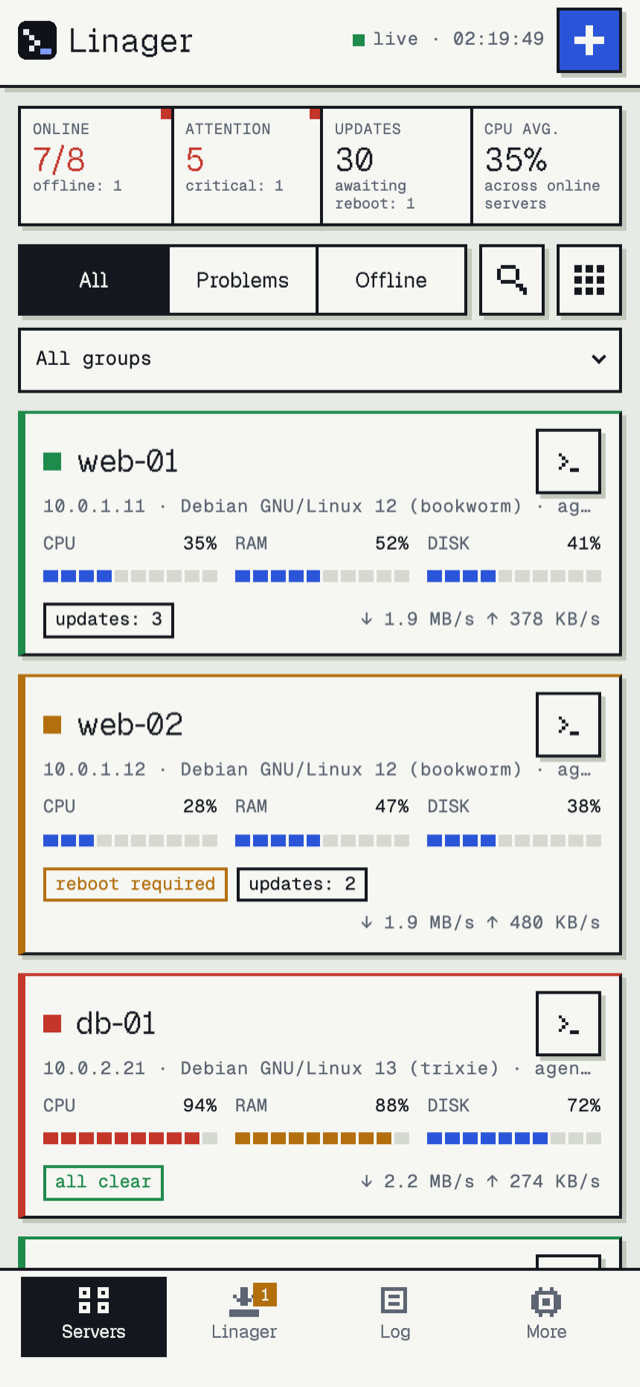 Linager
live · 02:19:49
ONLINE
7/8
offline: 1
ATTENTION
5
critical: 1
UPDATES
30
awaiting
reboot: 1
CPU AVG.
35%
across online
servers
All
Problems
Offline
All groups
web-01
10.0.1.11 · Debian GNU/Linux 12 (bookworm) · ag…
CPU 35% RAM 52% DISK 41%
updates: 3
↓ 1.9 MB/s ↑ 378 KB/s
web-02
10.0.1.12 · Debian GNU/Linux 12 (bookworm) · ag…
CPU 28% RAM 47% DISK 38%
reboot required
updates: 2
↓ 1.9 MB/s ↑ 480 KB/s
db-01
10.0.2.21 · Debian GNU/Linux 13 (trixie) · agen…
CPU 94% RAM 88% DISK 72%
all clear
↓ 2.2 MB/s ↑ 274 KB/s
Servers
1
Linager
Log
More